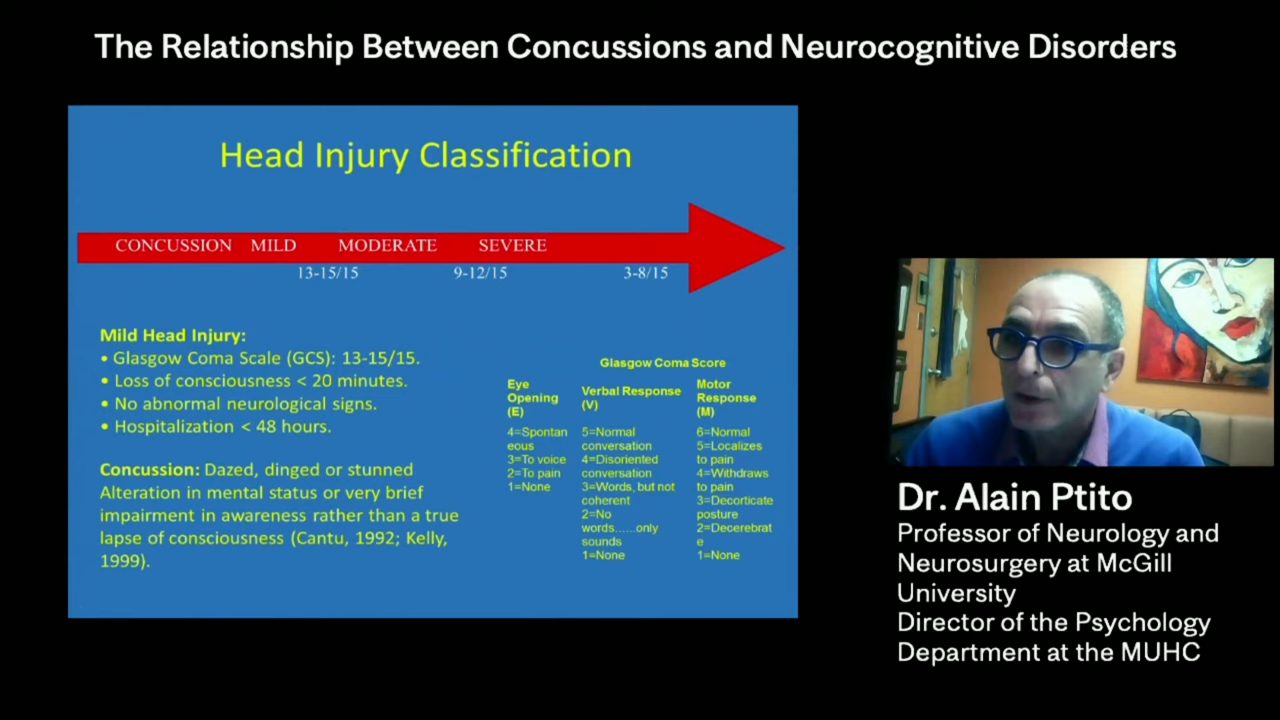 The Relationship Between Concussions and Neurocognitive Disorders
Head Injury Classification
CONCUSSION MILD MODERATE SEVERE
13-15/15 9-12/15 3-8/15
Mild Head Injury:
• Glasgow Coma Scale (GCS): 13-15/15.
• Loss of consciousness < 20 minutes.
• No abnormal neurological signs.
• Hospitalization < 48 hours.
Concussion: Dazed, dinged or stunned
Alteration in mental status or very brief
impairment in awareness rather than a true
lapse of consciousness (Cantu, 1992; Kelly,
1999).
Glasgow Coma Score
Eye
Opening
(E)
4=Spontan
eous
3=To voice
2=To pain
1=None
Verbal Response
(V)
5=Normal
conversation
4=Disoriented
conversation
3=Words, but not
coherent
2=No
words......only
sounds
1=None
Motor
Response
(M)
6=Normal
5=Localizes
to pain
4=Withdraws
to pain
3=Decorticate
posture
2=Decerebrat
e
1=None
Dr. Alain Ptito
Professor of Neurology and
Neurosurgery at McGill
University
Director of the Psychology
Department at the MUHC